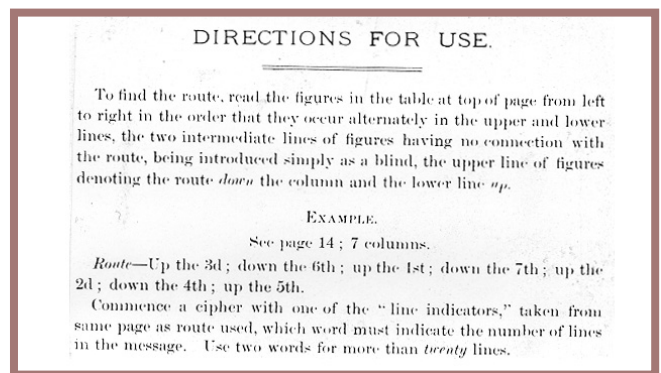 DIRECTIONS FOR USE.
To find the route, read the figures in the table at top of page from left
to right in the order that they occur alternately in the upper and lower
lines, the two intermediate lines of figures having no connection with
the route, being introduced simply as a blind, the upper line of figures
denoting the route down the column and the lower line up.
EXAMPLE.
See page 14; 7 columns.
Route—Up the 3d; down the 6th; up the 1st; down the 7th; up the
2d; down the 4th; up the 5th.
Commence a cipher with one of the "line indicators," taken from
same page as route used, which word must indicate the number of lines
in the message. Use two words for more than twenty lines.